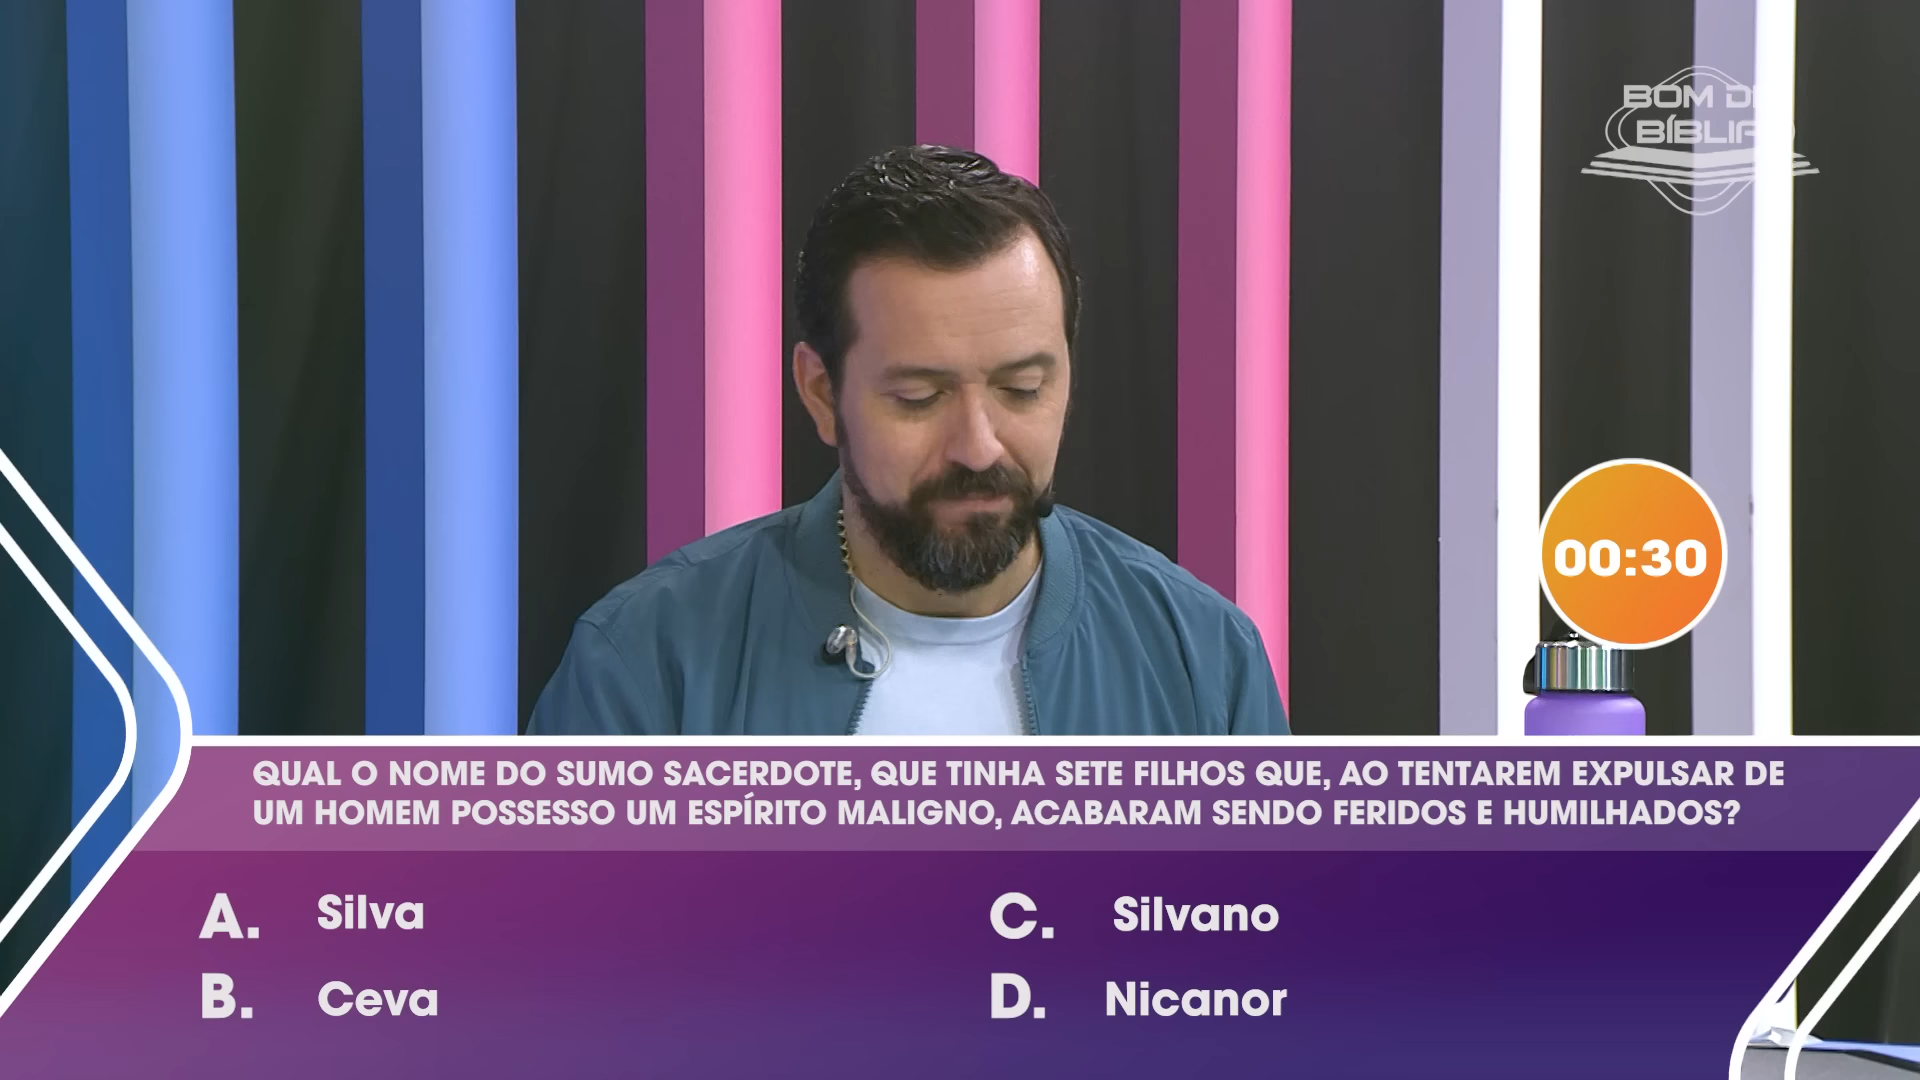 BOM DE
BÍBLIA
00:30
QUAL O NOME DO SUMO SACERDOTE, QUE TINHA SETE FILHOS QUE, AO TENTAREM EXPULSAR DE
UM HOMEM POSSESSO UM ESPÍRITO MALIGNO, ACABARAM SENDO FERIDOS E HUMILHADOS?
A. Silva
C. Silvano
B. Ceva
D. Nicanor